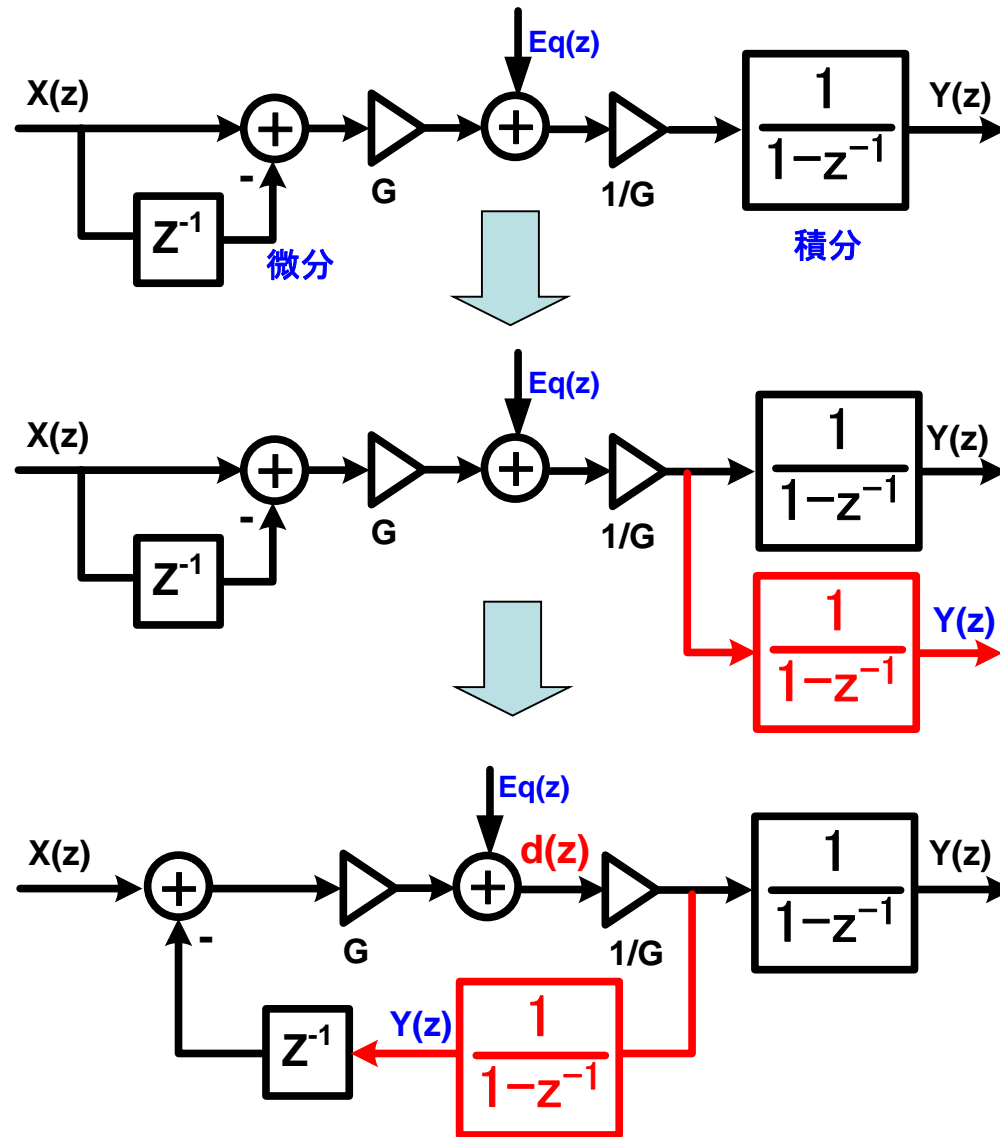 Eq(z)
X(z)
+
-
G
+
1/G
1
1−z⁻¹
Y(z)
Z⁻¹
微分
積分
Eq(z)
X(z)
+
-
G
+
1/G
1
1−z⁻¹
Y(z)
Z⁻¹
1
1−z⁻¹
Y(z)
Eq(z)
X(z)
+
-
G
+
d(z)
1/G
1
1−z⁻¹
Y(z)
Z⁻¹
Y(z)
1
1−z⁻¹